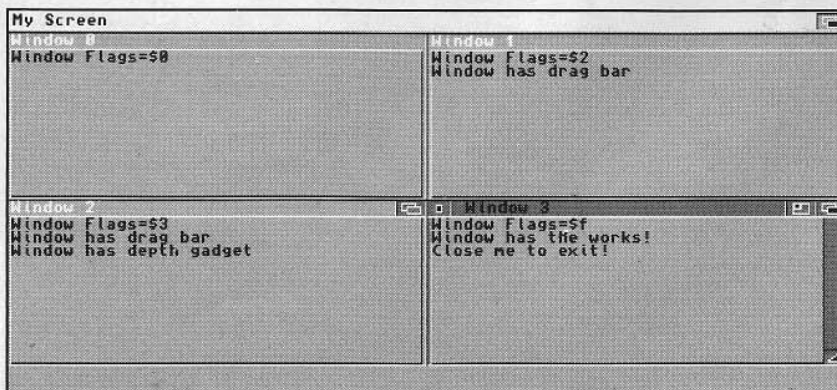 My Screen
Window 0
Window Flags=$0
Window 1
Window Flags=$2
Window has drag bar
Window 2
Window Flags=$3
Window has drag bar
Window has depth gadget
Window 3
Window Flags=$f
Window has the works!
Close me to exit!